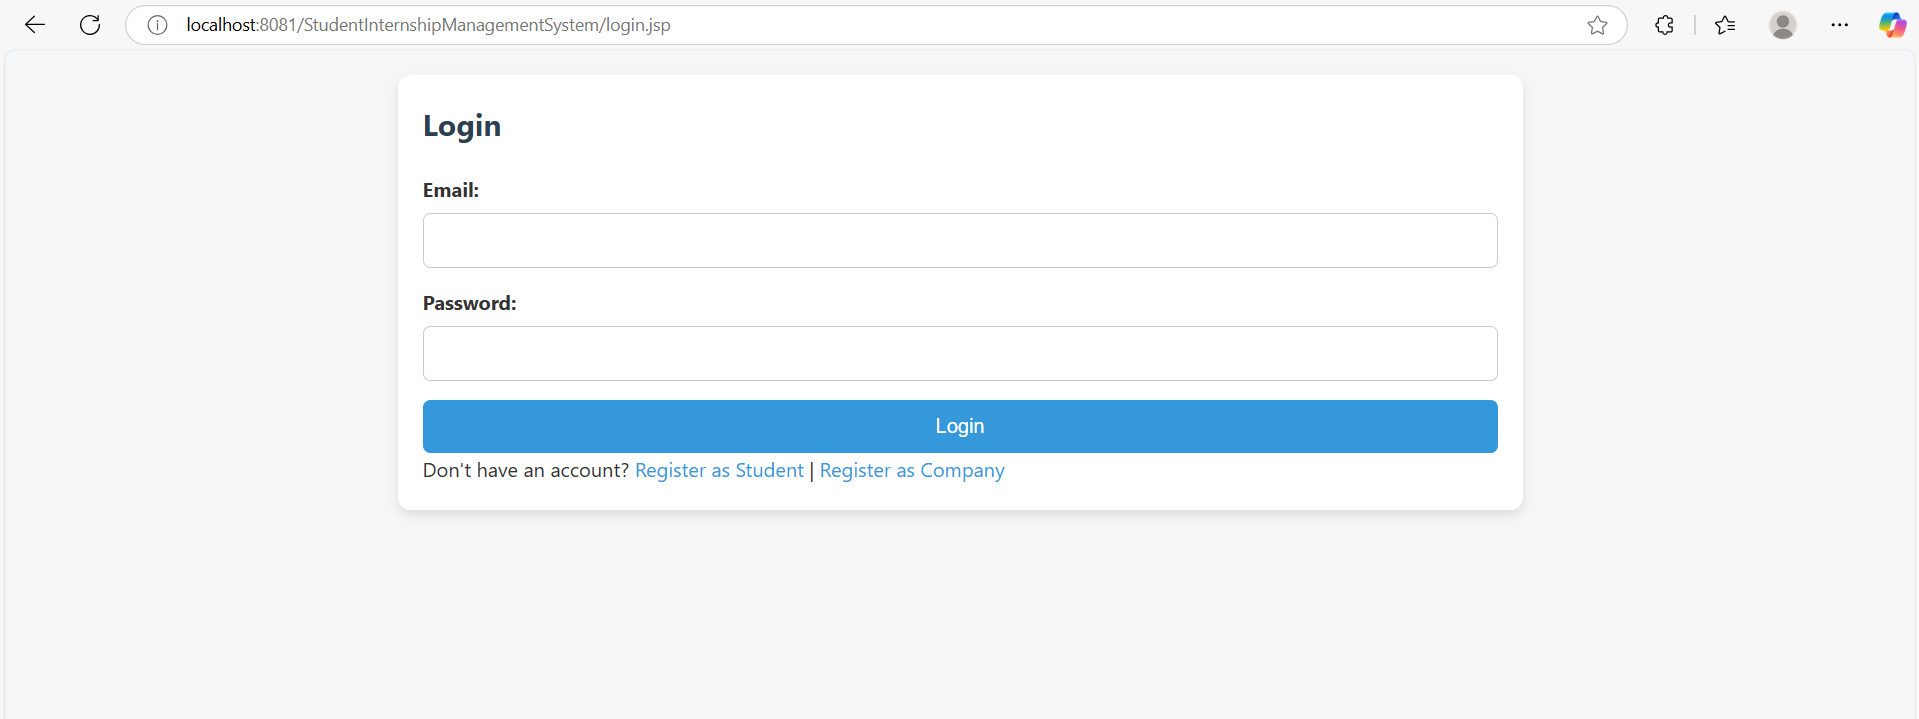 localhost:8081/StudentInternshipManagementSystem/login.jsp
Login
Email:
Password:
Login
Don't have an account? Register as Student | Register as Company